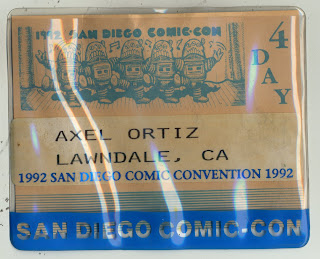 1992 SAN DIEGO COMIC-CON
4
DAY
AXEL ORTIZ
LAWNDALE, CA
1992 SAN DIEGO COMIC CONVENTION 1992
SAN DIEGO COMIC-CON